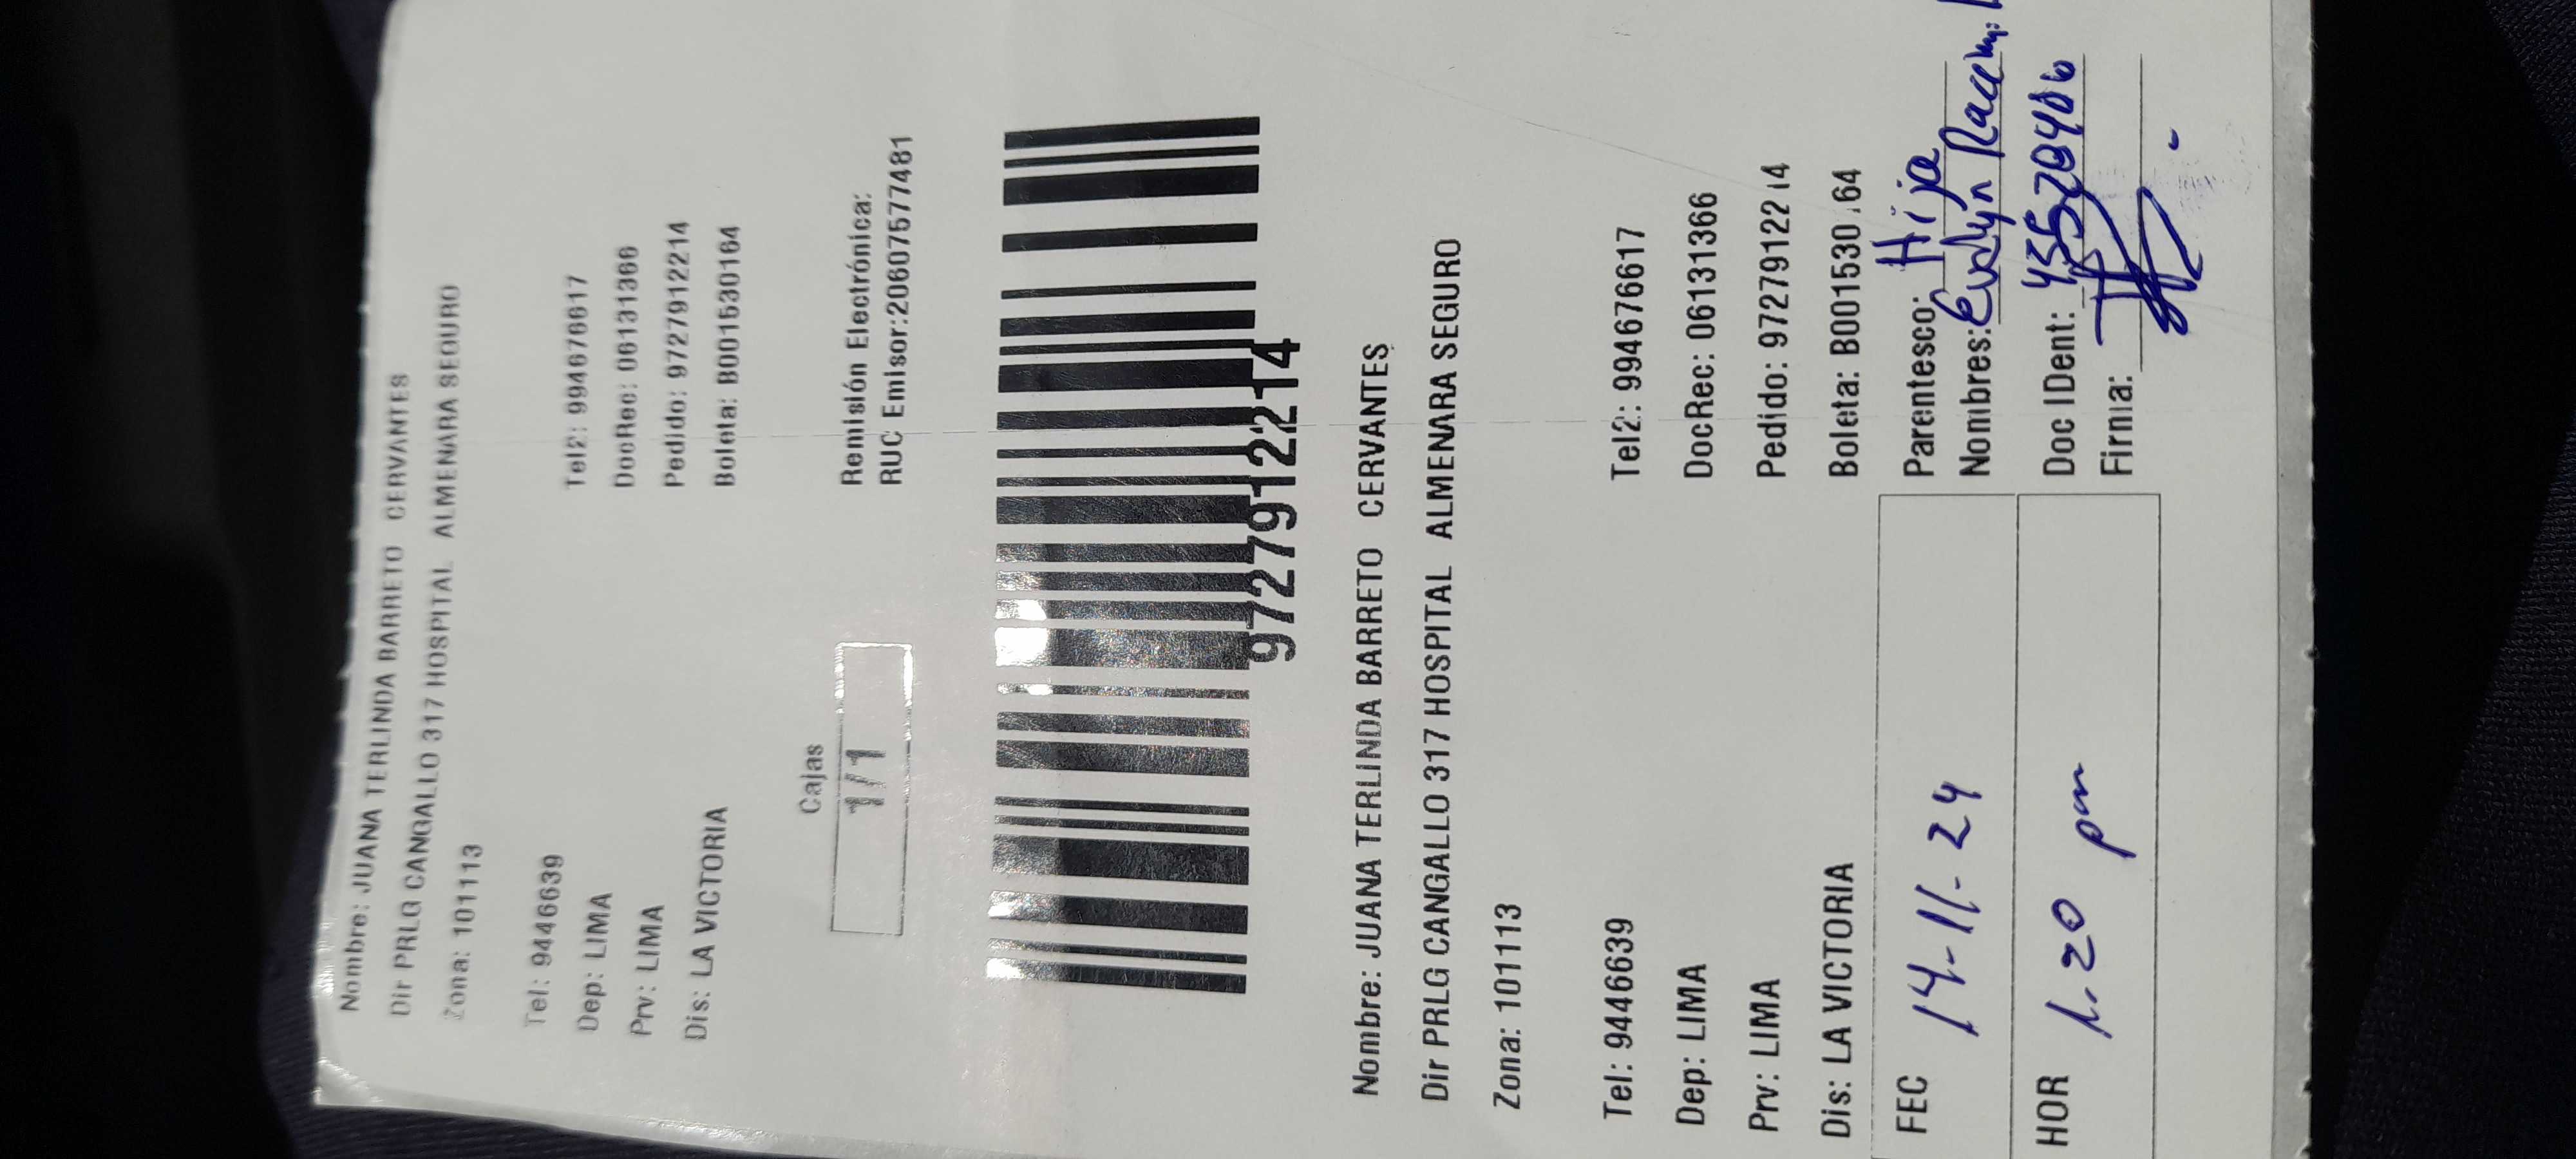 Nombre: JUANA TERLINDA BARRETO CERVANTES
Dir PRLG CANGALLO 317 HOSPITAL ALMENARA SEGURO
Zona: 101113
Tel: 9446639 Tel2: 994676617
Dep: LIMA DocRec: 06131366
Prv: LIMA Pedido: 972791 2214
Dis: LA VICTORIA Boleta: B001530164
Cajas
1/1
Remisión Electrónica:
RUC Emisor:20607577481
9727912214
Nombre: JUANA TERLINDA BARRETO CERVANTES
Dir PRLG CANGALLO 317 HOSPITAL ALMENARA SEGURO
Zona: 101113
Tel: 9446639 Tel2: 994676617
Dep: LIMA DocRec: 06131366
Prv: LIMA Pedido: 9727912214
Dis: LA VICTORIA Boleta: B001530164
FEC 14-11-24
Parentesco: Hija
Nombres: Evelyn
HOR 1.20 pm
Doc IDent:
Firma: